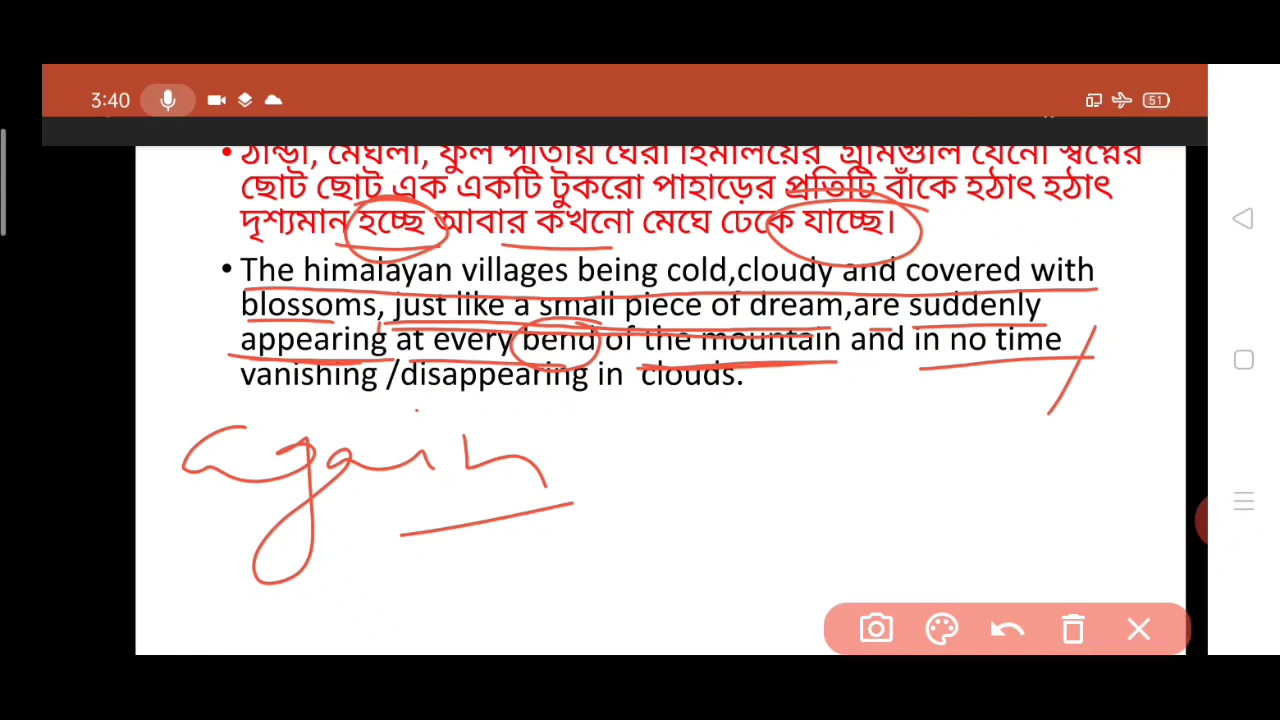 3:40
51
• ঠান্ডা, মেঘলা, ফুল পাতায় ঘেরা হিমালয়ের গ্রামগুলি যেনো স্বপ্নের
ছোট ছোট এক একটি টুকরো পাহাড়ের প্রতিটি বাঁকে হঠাৎ হঠাৎ
দৃশ্যমান হচ্ছে আবার কখনো মেঘে ঢেকে যাচ্ছে।
• The himalayan villages being cold,cloudy and covered with
blossoms, just like a small piece of dream,are suddenly
appearing at every bend of the mountain and in no time
vanishing /disappearing in clouds.
again